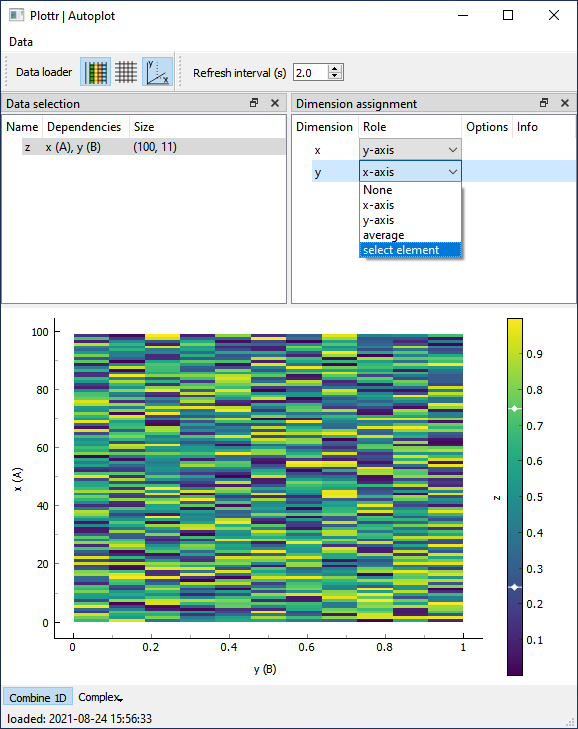 Plottr | Autoplot
Data
Data loader
y
x
Refresh interval (s) 2.0
Data selection
Name Dependencies Size
z x (A), y (B) (100, 11)
Dimension assignment
Dimension Role Options Info
x y-axis
y x-axis
None
x-axis
y-axis
average
select element
100
80
60
40
20
0
x (A)
0 0.2 0.4 0.6 0.8 1
y (B)
0.9
0.8
0.7
0.6
0.5
0.4
0.3
0.2
0.1
z
Combine 1D Complex
loaded: 2021-08-24 15:56:33